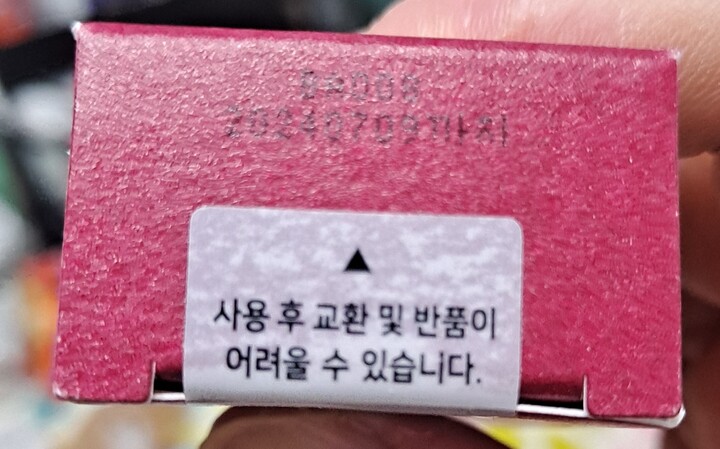 20240709까지
▲
사용 후 교환 및 반품이
어려울 수 있습니다.